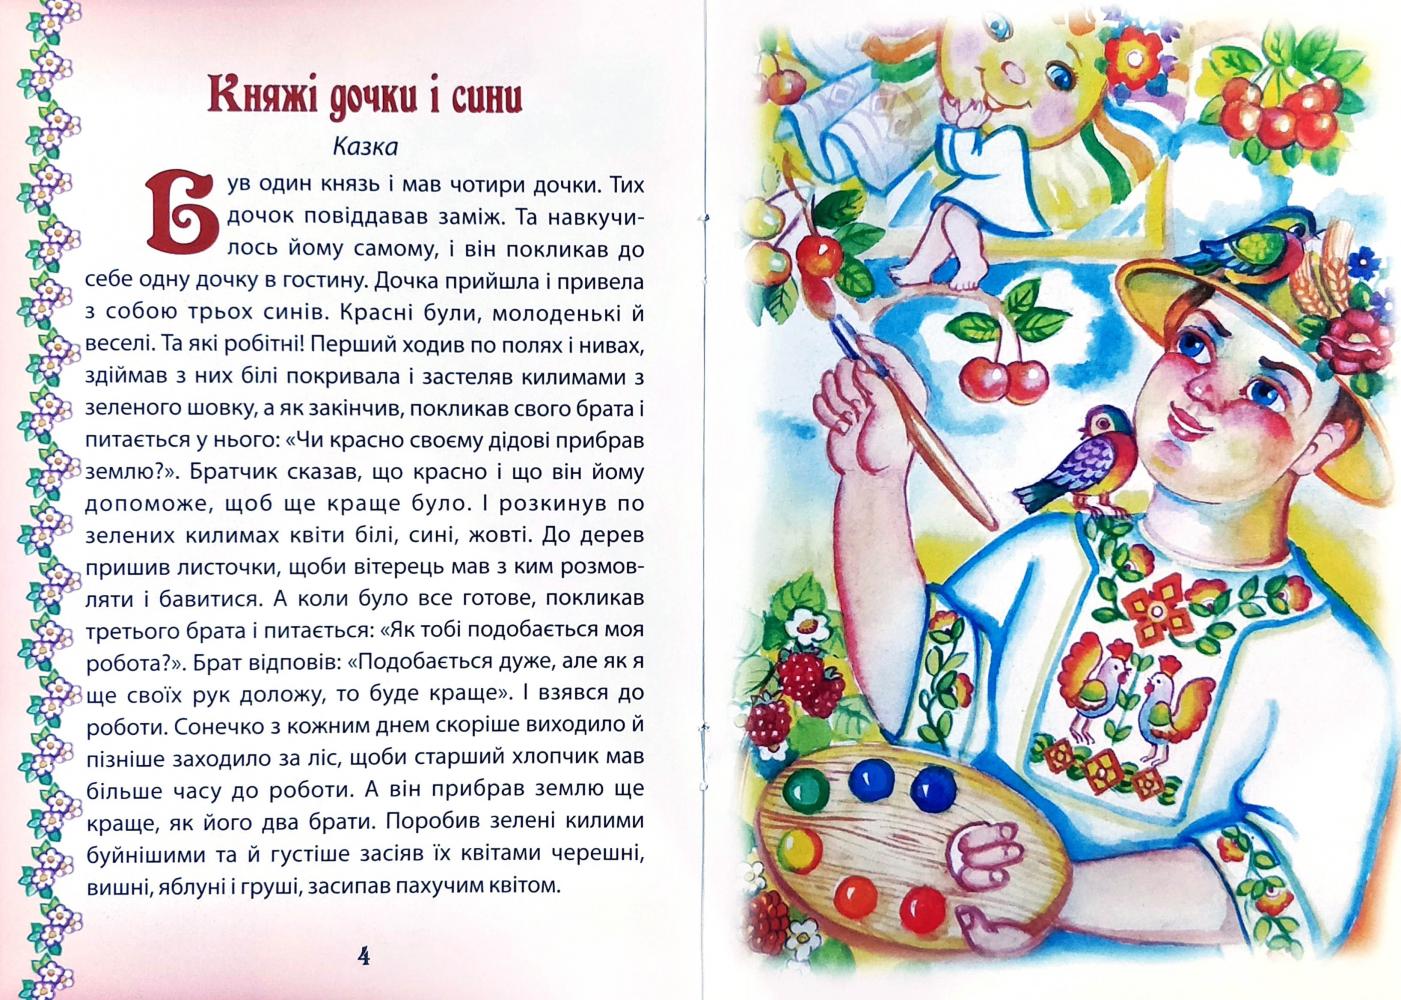 Княжі дочки і сини
Казка
Був один князь і мав чотири дочки. Тих
дочок повіддавав заміж. Та навкучи-
лось йому самому, і він покликав до
себе одну дочку в гостину. Дочка прийшла і привела
з собою трьох синів. Красні були, молоденькі й
веселі. Та які робітні! Перший ходив по полях і нивах,
здіймав з них білі покривала і застеляв килимами з
зеленого шовку, а як закінчив, покликав свого брата і
питається у нього: «Чи красно своєму дідові прибрав
землю?». Братчик сказав, що красно і що він йому
допоможе, щоб ще краще було. І розкинув по
зелених килимах квіти білі, сині, жовті. До дерев
пришив листочки, щоби вітерець мав з ким розмов-
ляти і бавитися. А коли було все готове, покликав
третього брата і питається: «Як тобі подобається моя
робота?». Брат відповів: «Подобається дуже, але як я
ще своїх рук доложу, то буде краще». І взявся до
роботи. Сонечко з кожним днем скоріше виходило й
пізніше заходило за ліс, щоби старший хлопчик мав
більше часу до роботи. А він прибрав землю ще
краще, як його два брати. Поробив зелені килими
буйнішими та й густіше засіяв їх квітами черешні,
вишні, яблуні і груші, засипав пахучим квітом.
4